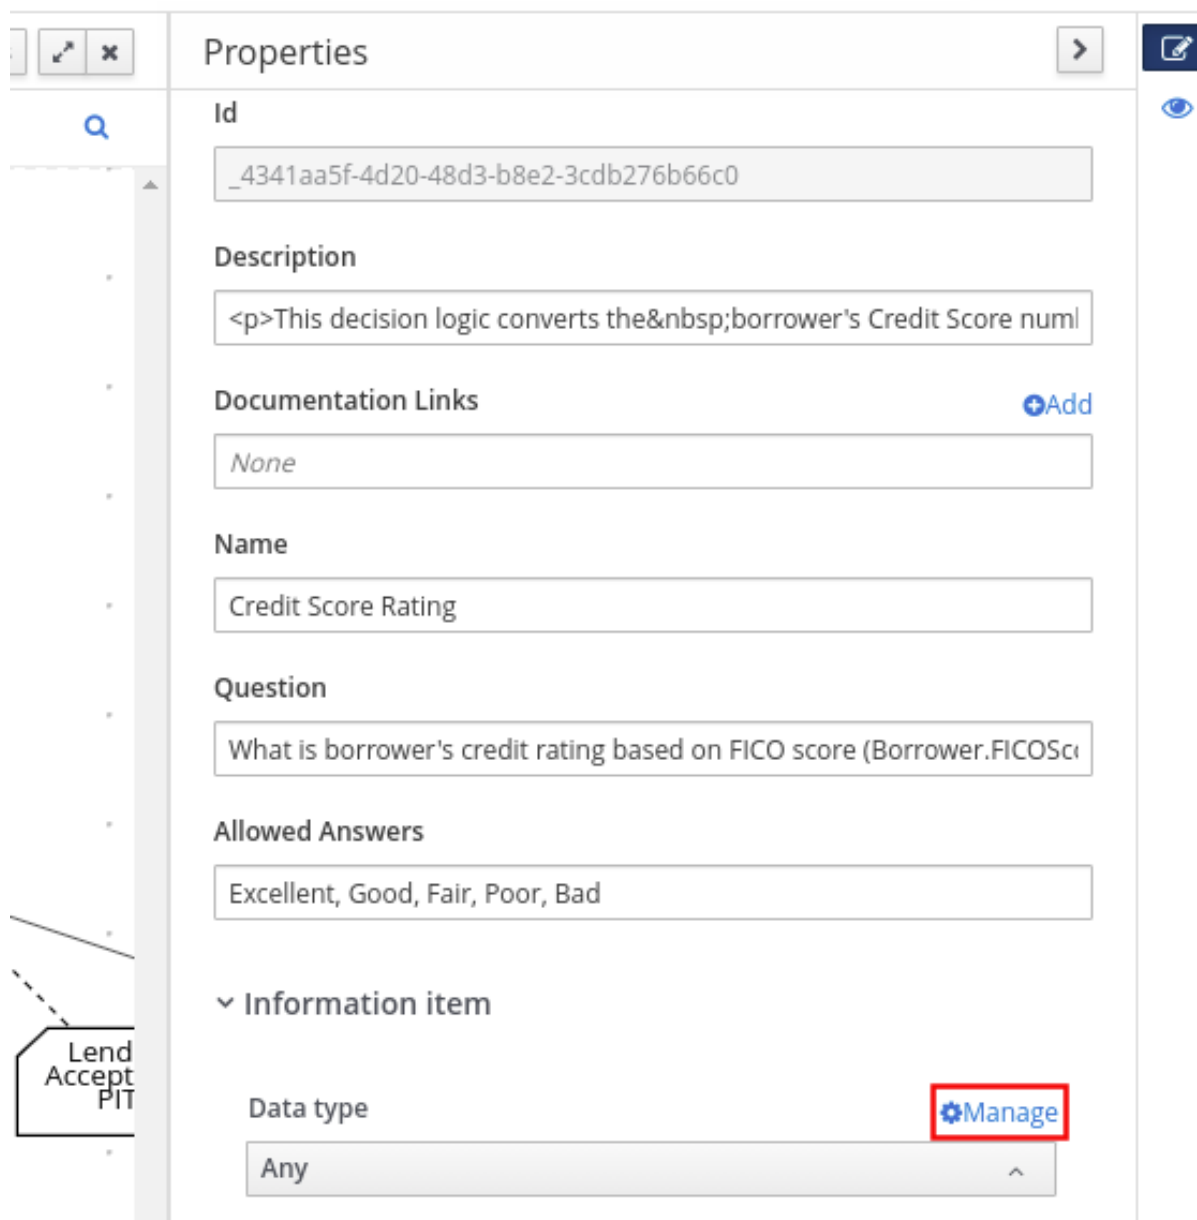 Properties
Id
_4341aa5f-4d20-48d3-b8e2-3cdb276b66c0
Description
<p>This decision logic converts the&nbsp;borrower's Credit Score
Documentation Links
Add
None
Name
Credit Score Rating
Question
What is borrower's credit rating based on FICO score (Borrower.FICOSc
Allowed Answers
Excellent, Good, Fair, Poor, Bad
Information item
Lend
Accept
PIT
Data type
Manage
Any